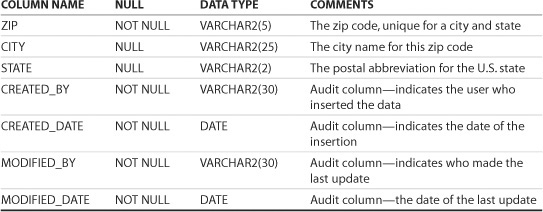 COLUMN NAME NULL DATA TYPE COMMENTS
ZIP NOT NULL VARCHAR2(5) The zip code, unique for a city and state
CITY NULL VARCHAR2(25) The city name for this zip code
STATE NULL VARCHAR2(2) The postal abbreviation for the U.S. state
CREATED_BY NOT NULL VARCHAR2(30) Audit column—indicates the user who
inserted the data
CREATED_DATE NOT NULL DATE Audit column—indicates the date of the
insertion
MODIFIED_BY NOT NULL VARCHAR2(30) Audit column—indicates who made the
last update
MODIFIED_DATE NOT NULL DATE Audit column—the date of the last update